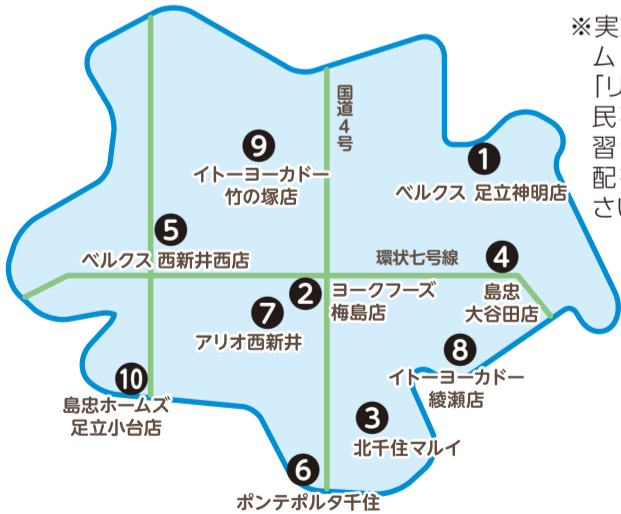 国道4号
9
イトーヨーカドー
竹の塚店
1
ベルクス 足立神明店
5
ベルクス 西新井西店
環状七号線
4
島忠
大谷田店
2
ヨークフーズ
梅島店
7
アリオ西新井
8
イトーヨーカドー
綾瀬店
10
島忠ホームズ
足立小台店
3
北千住マルイ
6
ポンテポルタ千住
※実
ム
「リ
民
習
配
さい